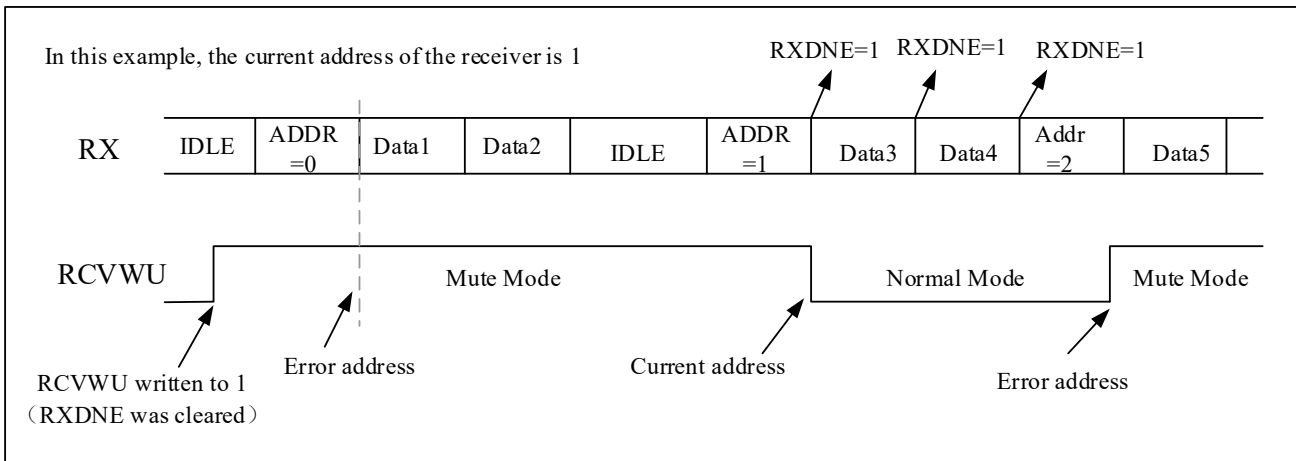 In this example, the current address of the receiver is 1
RXDNE=1
RXDNE=1
RXDNE=1
RX
IDLE
ADDR
=0
Data1
Data2
IDLE
ADDR
=1
Data3
Data4
Addr
=2
Data5
RCVWU
Mute Mode
Normal Mode
Mute Mode
Error address
Current address
Error address
RCVWU written to 1
（RXDNE was cleared）